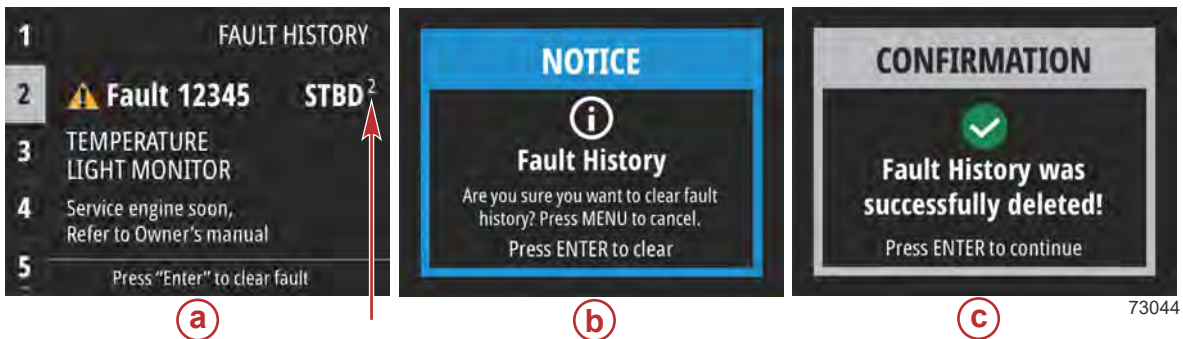 1
FAULT HISTORY
2
Fault 12345 STBD 2
3
TEMPERATURE
LIGHT MONITOR
4
Service engine soon,
Refer to Owner's manual
5
Press “Enter” to clear fault
a
NOTICE
i
Fault History
Are you sure you want to clear fault
history? Press MENU to cancel.
Press ENTER to clear
b
CONFIRMATION
Fault History was
successfully deleted!
Press ENTER to continue
c
73044